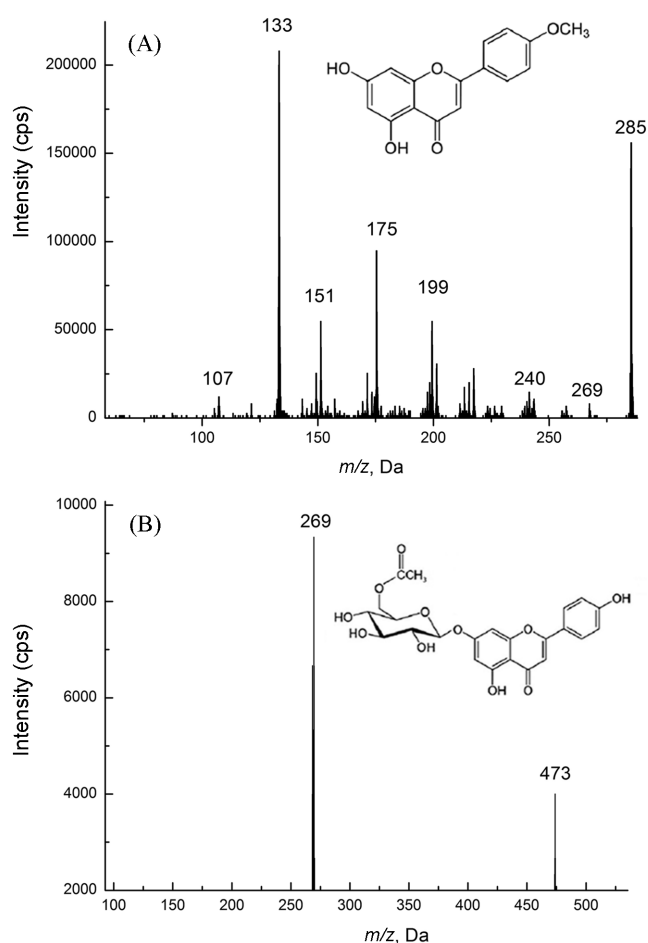 (A)
133
285
175
151
199
107
240
269
OCH₃
HO
O
OH
O
200000
150000
100000
50000
0
Intensity (cps)
100
150
200
250
m/z, Da
(B)
269
473
O
CH₃
O
HO
O
HO
OH
O
O
OH
OH
O
10000
8000
6000
4000
2000
Intensity (cps)
100
150
200
250
300
350
400
450
500
m/z, Da